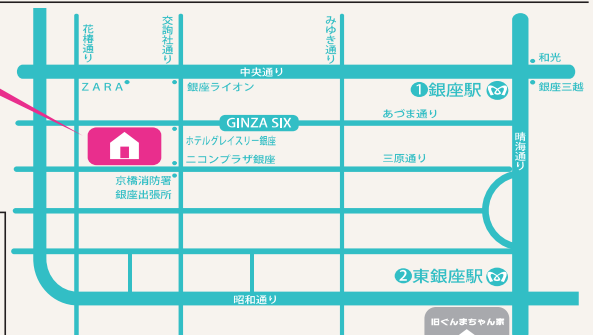 花椿通り
交詢社通り
みゆき通り
和光
中央通り
ZARA
銀座ライオン
❶銀座駅
銀座三越
GINZA SIX
あづま通り
ホテルグレイスリー銀座
晴海通り
ニコンプラザ銀座
三原通り
京橋消防署
銀座出張所
❷東銀座駅
昭和通り
旧ぐんまちゃん家